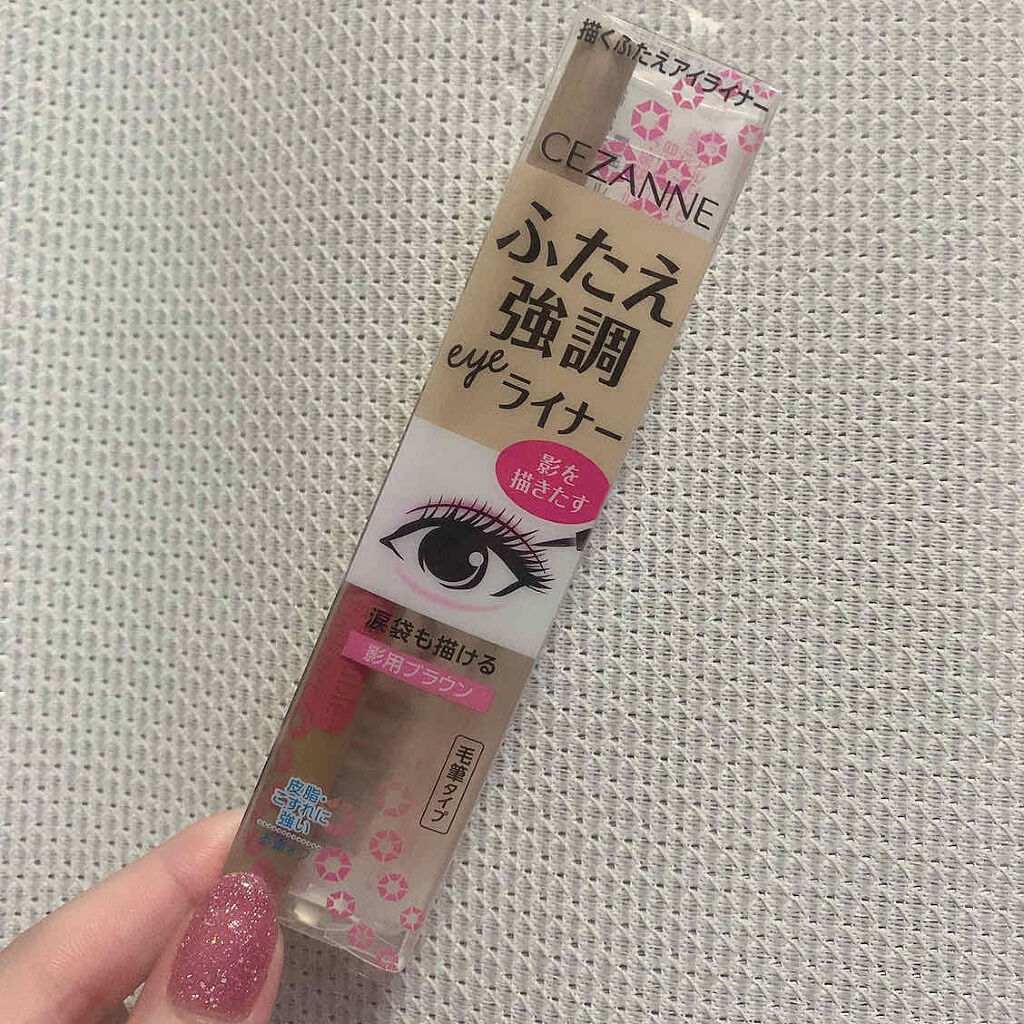 描くふたえアイライナー
CEZANNE
ふたえ
強調
eye
ライナー
影を
描きたす
涙袋も描ける
影用ブラウン
毛筆タイプ
皮脂・
こすれに
強い